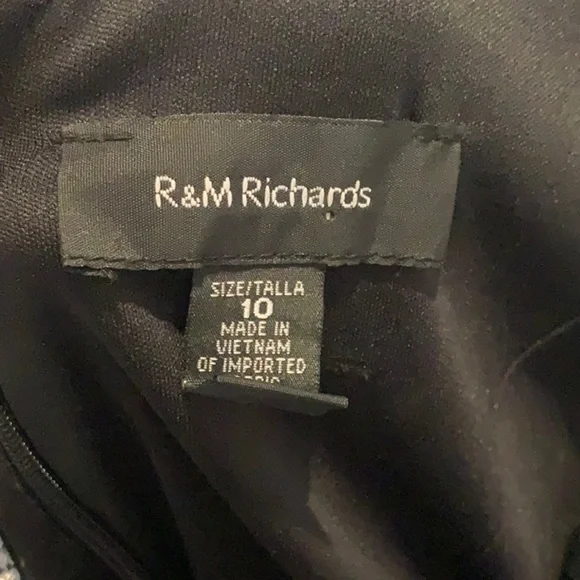 R&M Richards
SIZE/TALLA
10
MADE IN
VIETNAM
OF IMPORTED